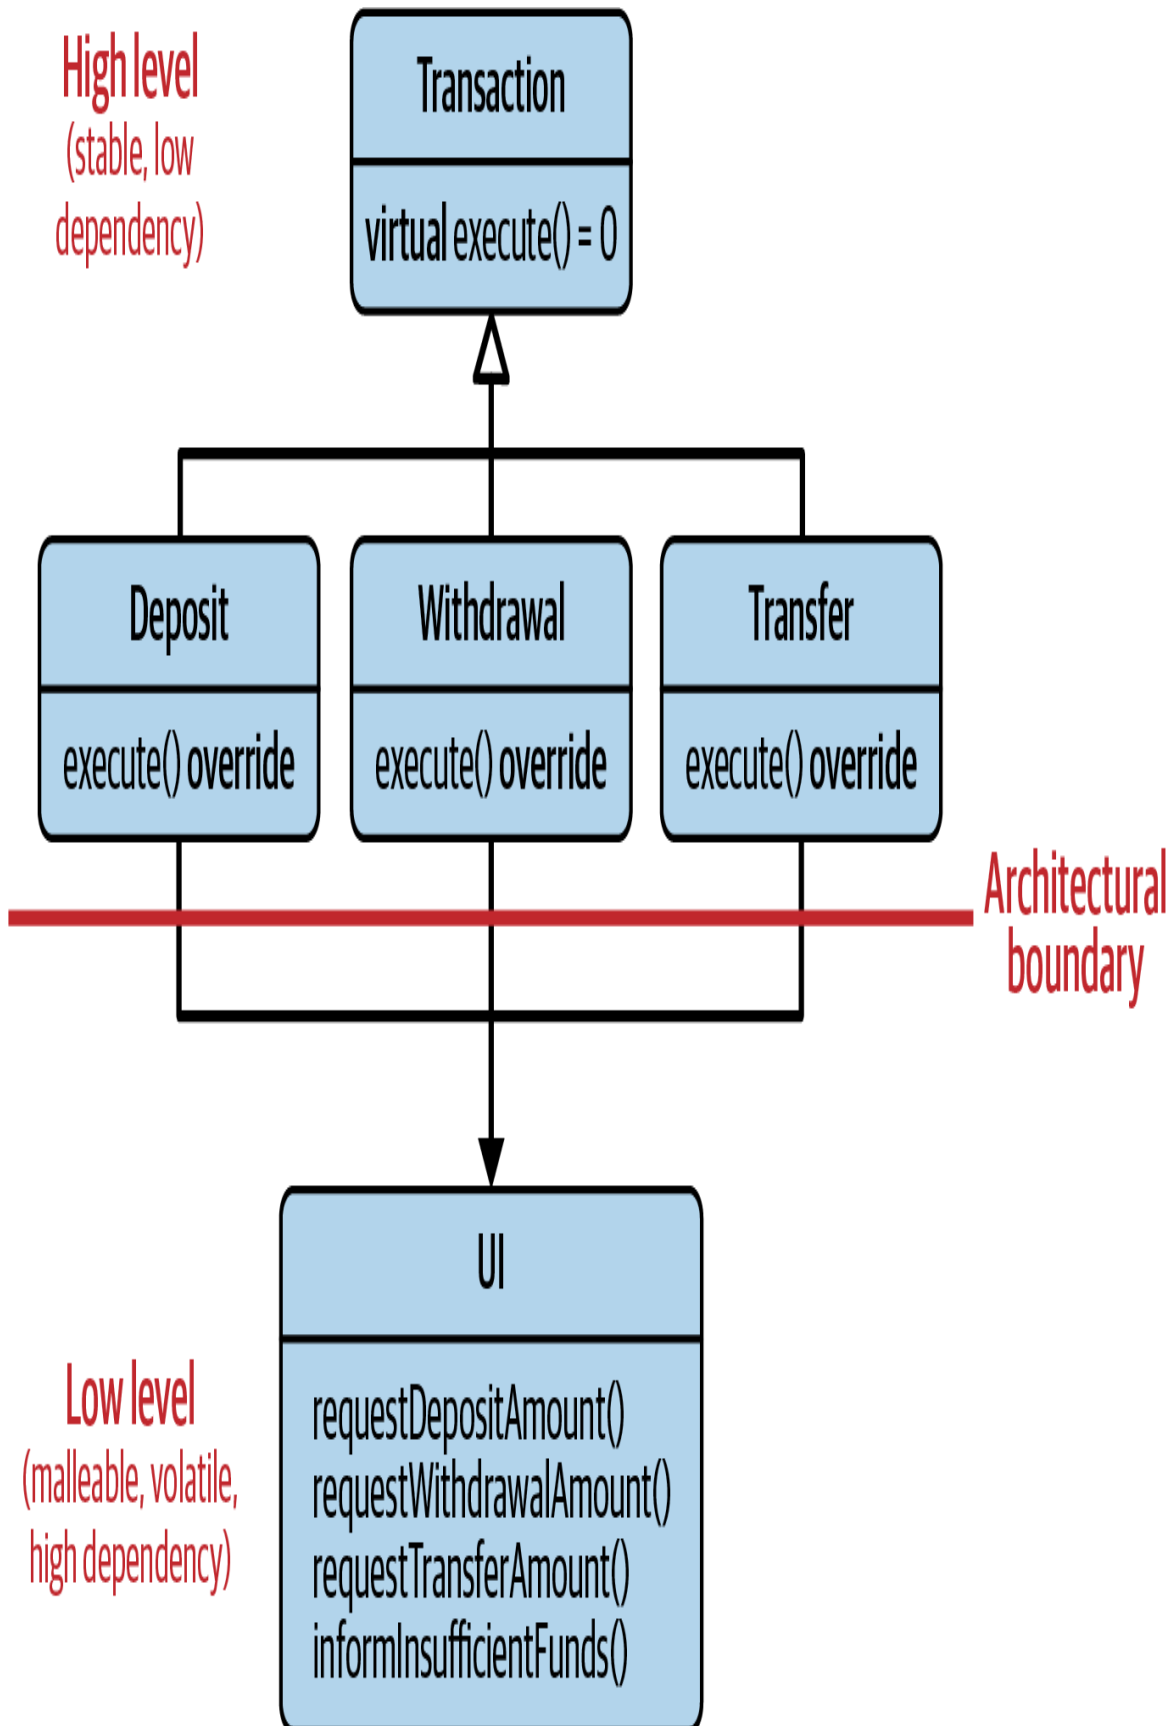 High level
(stable, low
dependency)
Transaction
virtual execute() = 0
Deposit
execute() override
Withdrawal
execute() override
Transfer
execute() override
Architectural
boundary
UI
Low level
(malleable, volatile,
high dependency)
requestDepositAmount()
requestWithdrawalAmount()
requestTransferAmount()
informInsufficientFunds()